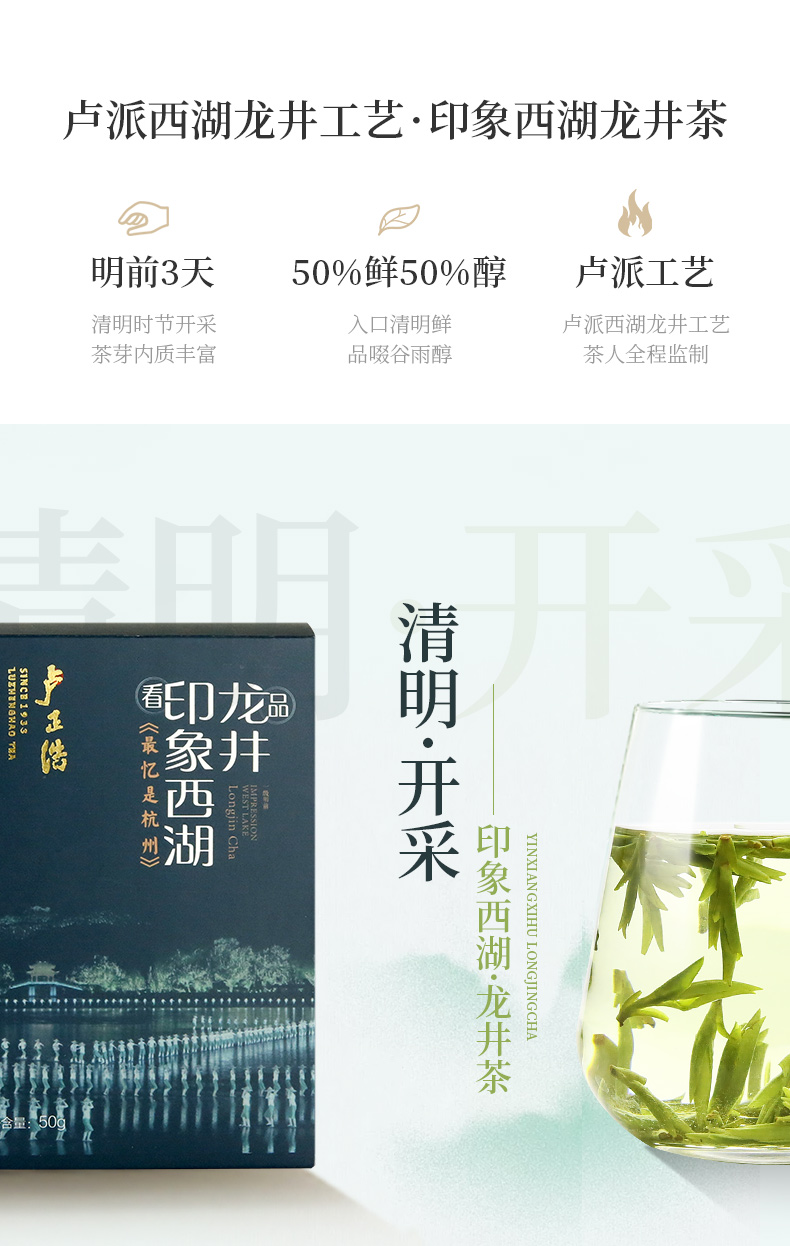 卢派西湖龙井工艺·印象西湖龙井茶
明前3天
清明时节开采
茶芽内质丰富
50%鲜50%醇
入口清明鲜
品啜谷雨醇
卢派工艺
卢派西湖龙井工艺
茶人全程监制
清明·开采
清明·开采
印象西湖·龙井茶
YINXIANGXIHU LONGJINGCHA
卢正浩
SINCE 1933
LUZHENGHAO TEA
品龙井
看印象西湖
《最忆是杭州》
IMPRESSION
WEST LAKE
Longjin Cha
含量：50g